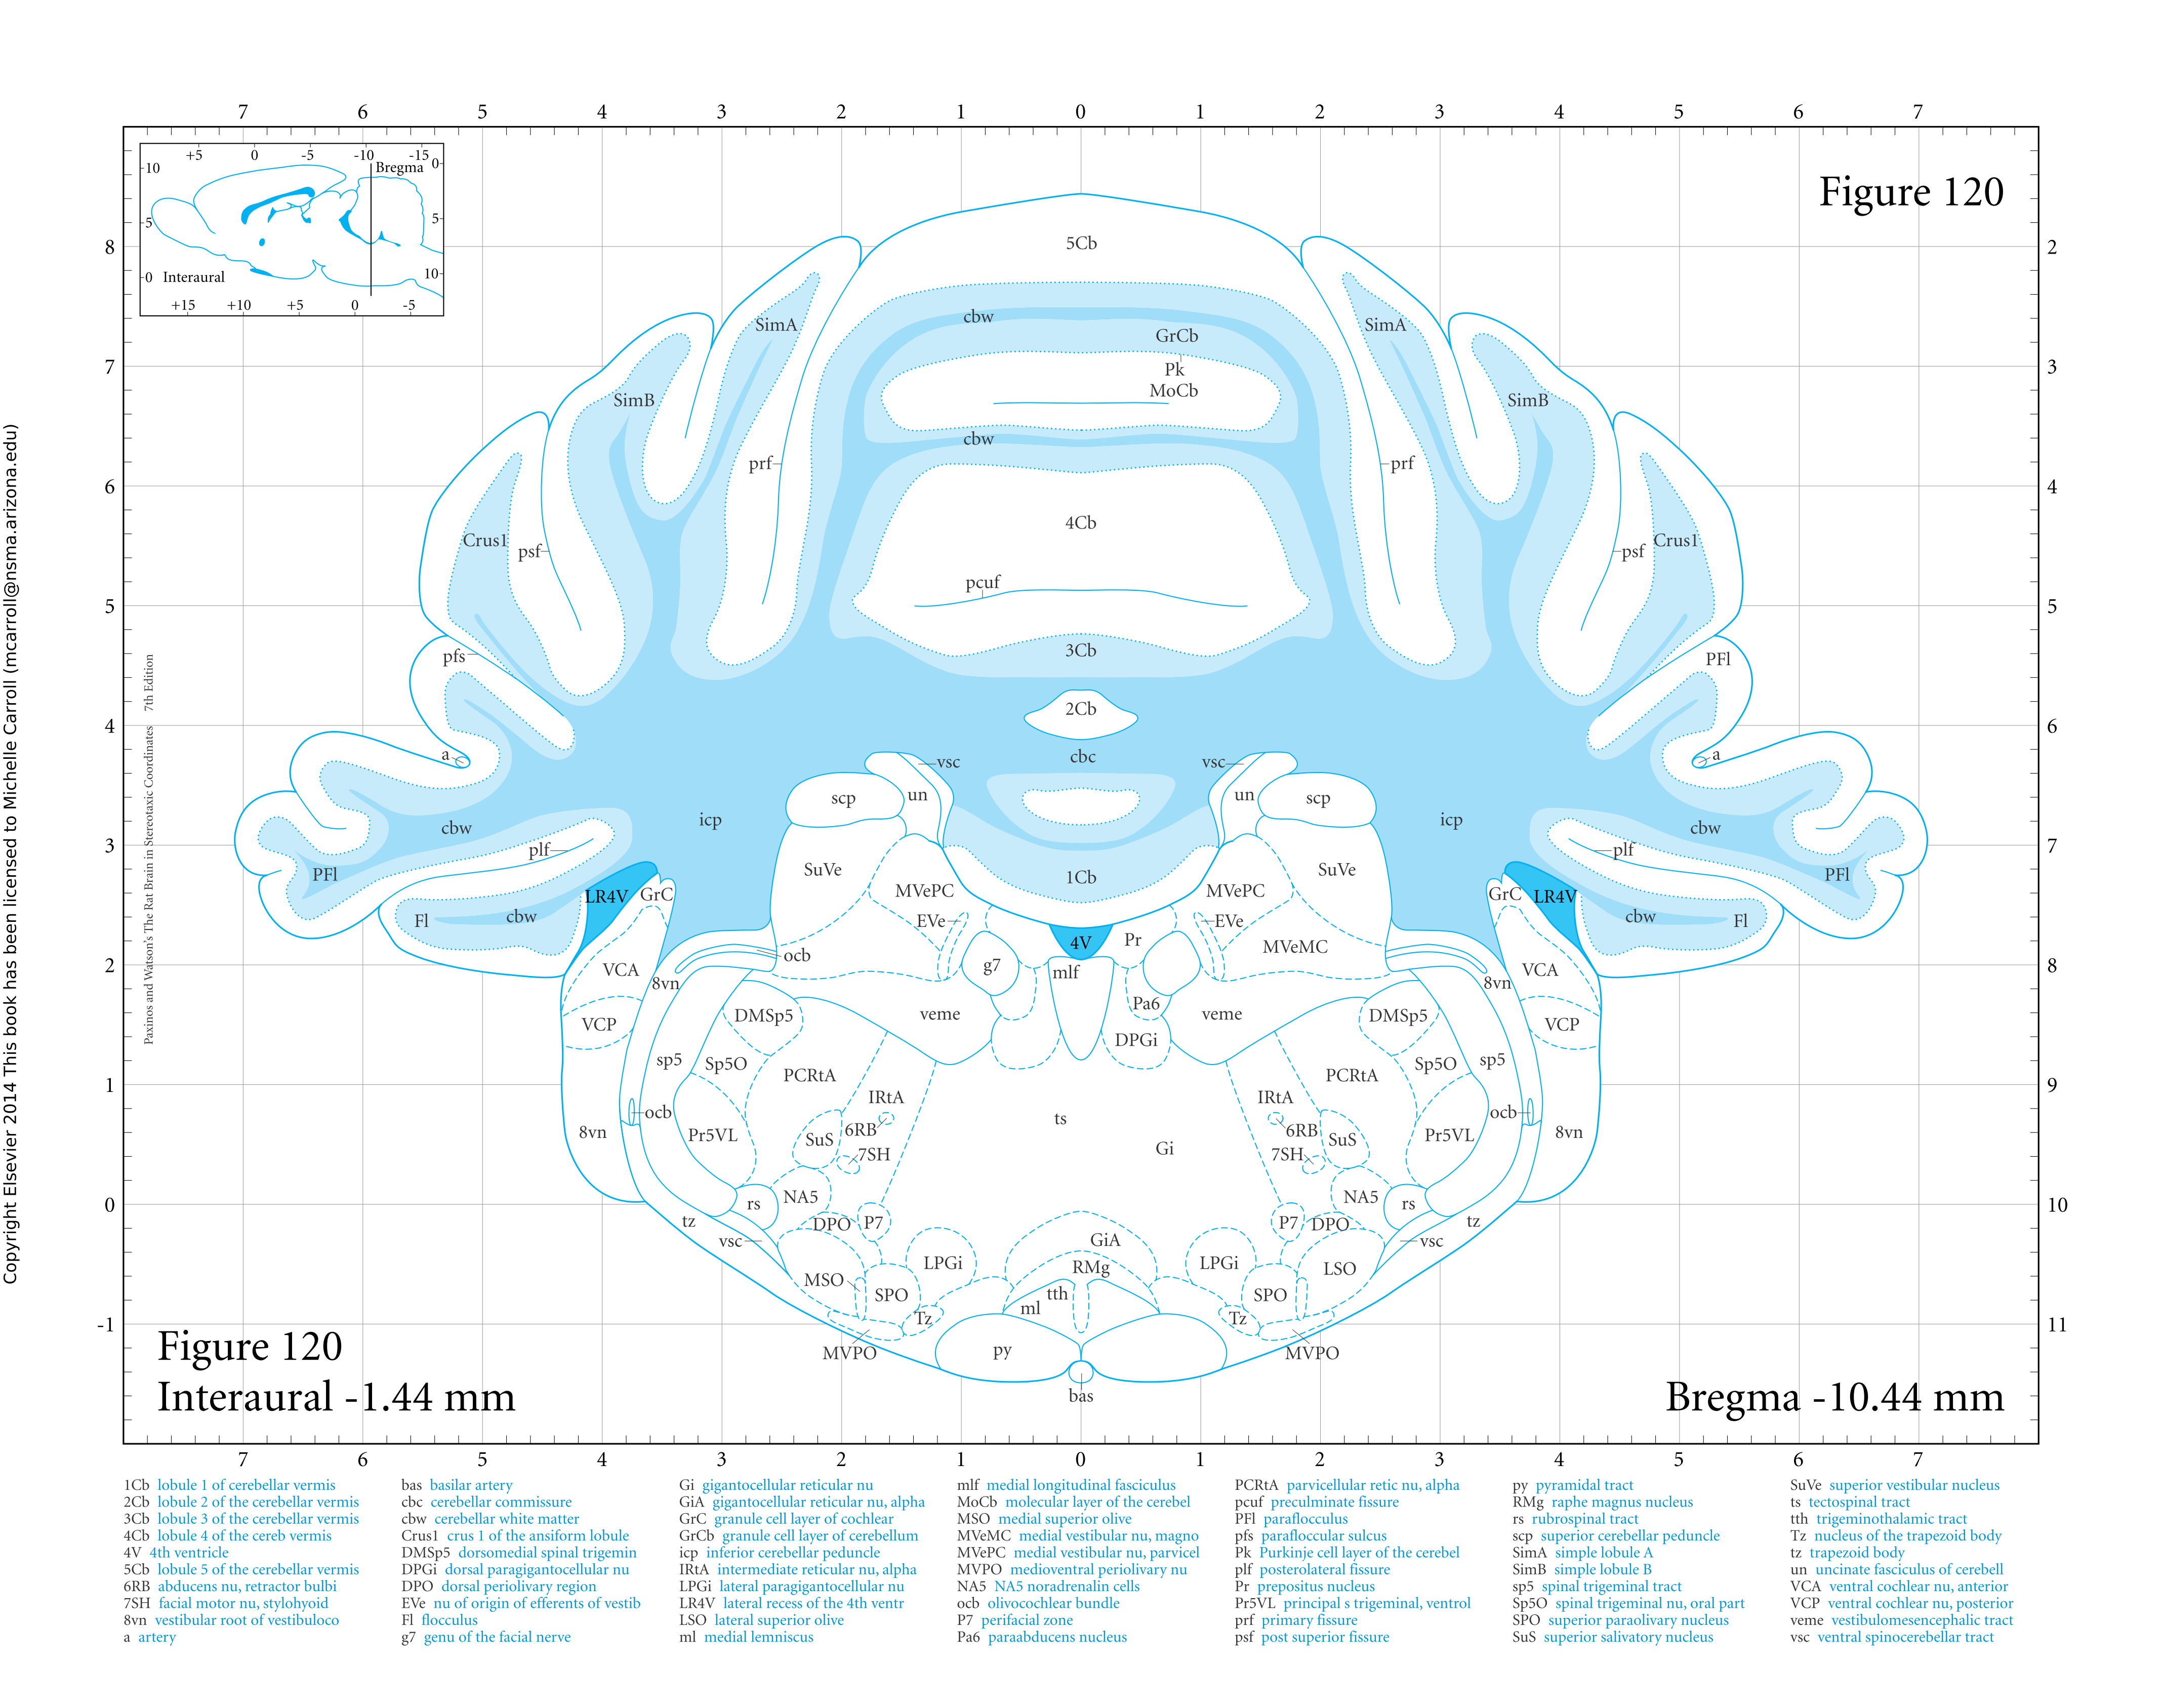 7 6 5 4 3 2 1 0 1 2 3 4 5 6 7
+5 0 -5 -10 -15
Bregma
10 0
5 5
0 Interaural 10
+15 +10 +5 0 -5
Figure 120
8 2
7 3
6 4
5 5
4 6
3 7
2 8
1 9
0 10
-1 11
5Cb
SimA cbw SimA
GrCb
Pk
SimB MoCb SimB
cbw
prf prf
4Cb
Crus1 psf psf Crus1
pcuf
pfs 3Cb PFl
2Cb
a vsc cbc vsc a
scp un un scp
cbw icp icp cbw
plf plf
SuVe SuVe
PFl 1Cb PFl
LR4V GrC MVePC MVePC GrC LR4V
Fl cbw EVe EVe cbw Fl
4V Pr MVeMC
ocb
VCA g7 mlf VCA
8vn 8vn
Pa6
VCP DMSp5 veme veme DMSp5 VCP
DPGi
sp5 Sp5O Sp5O sp5
PCRtA PCRtA
IRtA IRtA
ocb ts ocb
8vn Pr5VL SuS 6RB 6RB SuS Pr5VL 8vn
7SH Gi 7SH
rs NA5 NA5 rs
tz DPO P7 P7 DPO tz
vsc GiA vsc
LPGi LPGi
MSO RMg LSO
SPO tth SPO
ml
Tz Tz
MVPO py MVPO
bas
Figure 120
Interaural -1.44 mm
Bregma -10.44 mm
7 6 5 4 3 2 1 0 1 2 3 4 5 6 7
Copyright Elsevier 2014 This book has been licensed to Michelle Carroll (mcarroll@nsma.arizona.edu)
Paxinos and Watson's The Rat Brain in Stereotaxic Coordinates 7th Edition
1Cb lobule 1 of cerebellar vermis
2Cb lobule 2 of the cerebellar vermis
3Cb lobule 3 of the cerebellar vermis
4Cb lobule 4 of the cereb vermis
4V 4th ventricle
5Cb lobule 5 of the cerebellar vermis
6RB abducens nu, retractor bulbi
7SH facial motor nu, stylohyoid
8vn vestibular root of vestibuloco
a artery
bas basilar artery
cbc cerebellar commissure
cbw cerebellar white matter
Crus1 crus 1 of the ansiform lobule
DMSp5 dorsomedial spinal trigemin
DPGi dorsal paragigantocellular nu
DPO dorsal periolivary region
EVe nu of origin of efferents of vestib
Fl flocculus
g7 genu of the facial nerve
Gi gigantocellular reticular nu
GiA gigantocellular reticular nu, alpha
GrC granule cell layer of cochlear
GrCb granule cell layer of cerebellum
icp inferior cerebellar peduncle
IRtA intermediate reticular nu, alpha
LPGi lateral paragigantocellular nu
LR4V lateral recess of the 4th ventr
LSO lateral superior olive
ml medial lemniscus
mlf medial longitudinal fasciculus
MoCb molecular layer of the cerebel
MSO medial superior olive
MVeMC medial vestibular nu, magno
MVePC medial vestibular nu, parvicel
MVPO medioventral periolivary nu
NA5 NA5 noradrenalin cells
ocb olivocochlear bundle
P7 perifacial zone
Pa6 paraabducens nucleus
PCRtA parvicellular retic nu, alpha
pcuf preculminate fissure
PFl paraflocculus
pfs parafloccular sulcus
Pk Purkinje cell layer of the cerebel
plf posterolateral fissure
Pr prepositus nucleus
Pr5VL principal s trigeminal, ventrol
prf primary fissure
psf post superior fissure
py pyramidal tract
RMg raphe magnus nucleus
rs rubrospinal tract
scp superior cerebellar peduncle
SimA simple lobule A
SimB simple lobule B
sp5 spinal trigeminal tract
Sp5O spinal trigeminal nu, oral part
SPO superior paraolivary nucleus
SuS superior salivatory nucleus
SuVe superior vestibular nucleus
ts tectospinal tract
tth trigeminothalamic tract
Tz nucleus of the trapezoid body
tz trapezoid body
un uncinate fasciculus of cerebell
VCA ventral cochlear nu, anterior
VCP ventral cochlear nu, posterior
veme vestibulomesencephalic tract
vsc ventral spinocerebellar tract